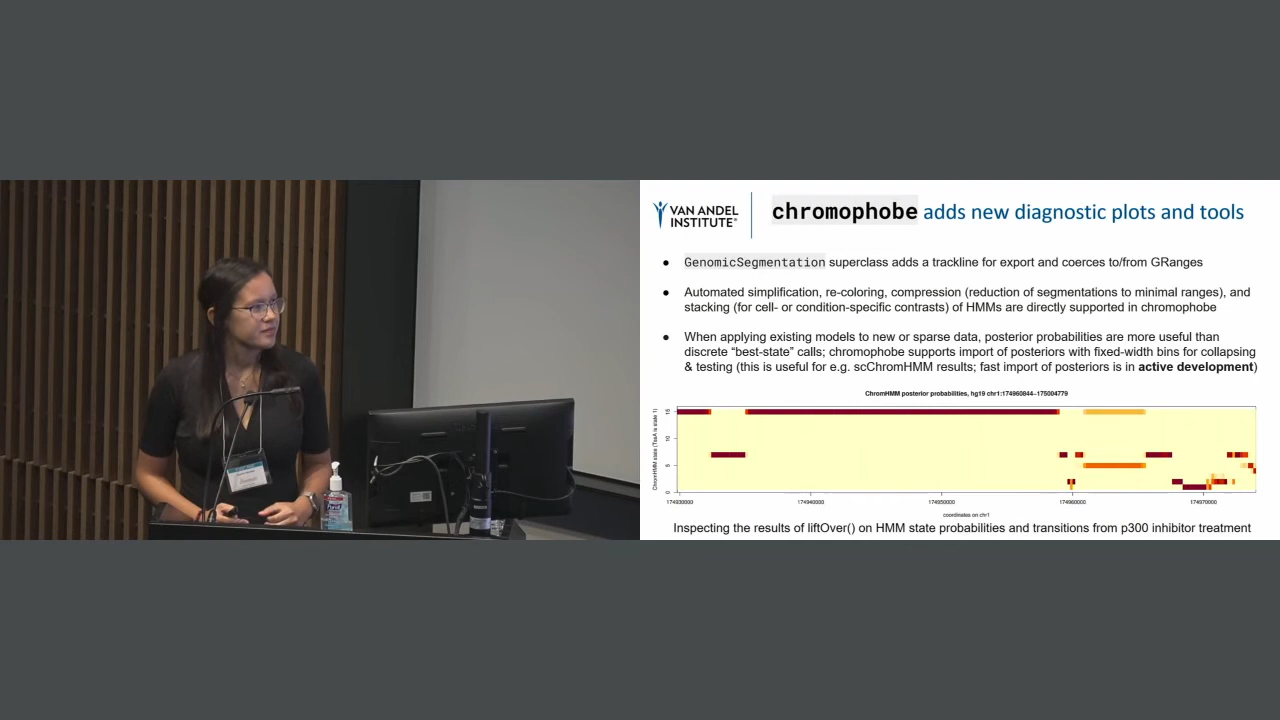 VAN ANDEL
INSTITUTE®
chromophobe adds new diagnostic plots and tools
● GenomicSegmentation superclass adds a trackline for export and coerces to/from GRanges
● Automated simplification, re-coloring, compression (reduction of segmentations to minimal ranges), and
stacking (for cell- or condition-specific contrasts) of HMMs are directly supported in chromophobe
● When applying existing models to new or sparse data, posterior probabilities are more useful than
discrete “best-state” calls; chromophobe supports import of posteriors with fixed-width bins for collapsing
& testing (this is useful for e.g. scChromHMM results; fast import of posteriors is in active development)
ChromHMM posterior probabilities, hg19 chr1:174960844−175004779
ChromHMM state (TssA is state 1)
15
10
5
0
174930000 174940000 174950000 174960000 174970000
coordinates on chr1
Inspecting the results of liftOver() on HMM state probabilities and transitions from p300 inhibitor treatment